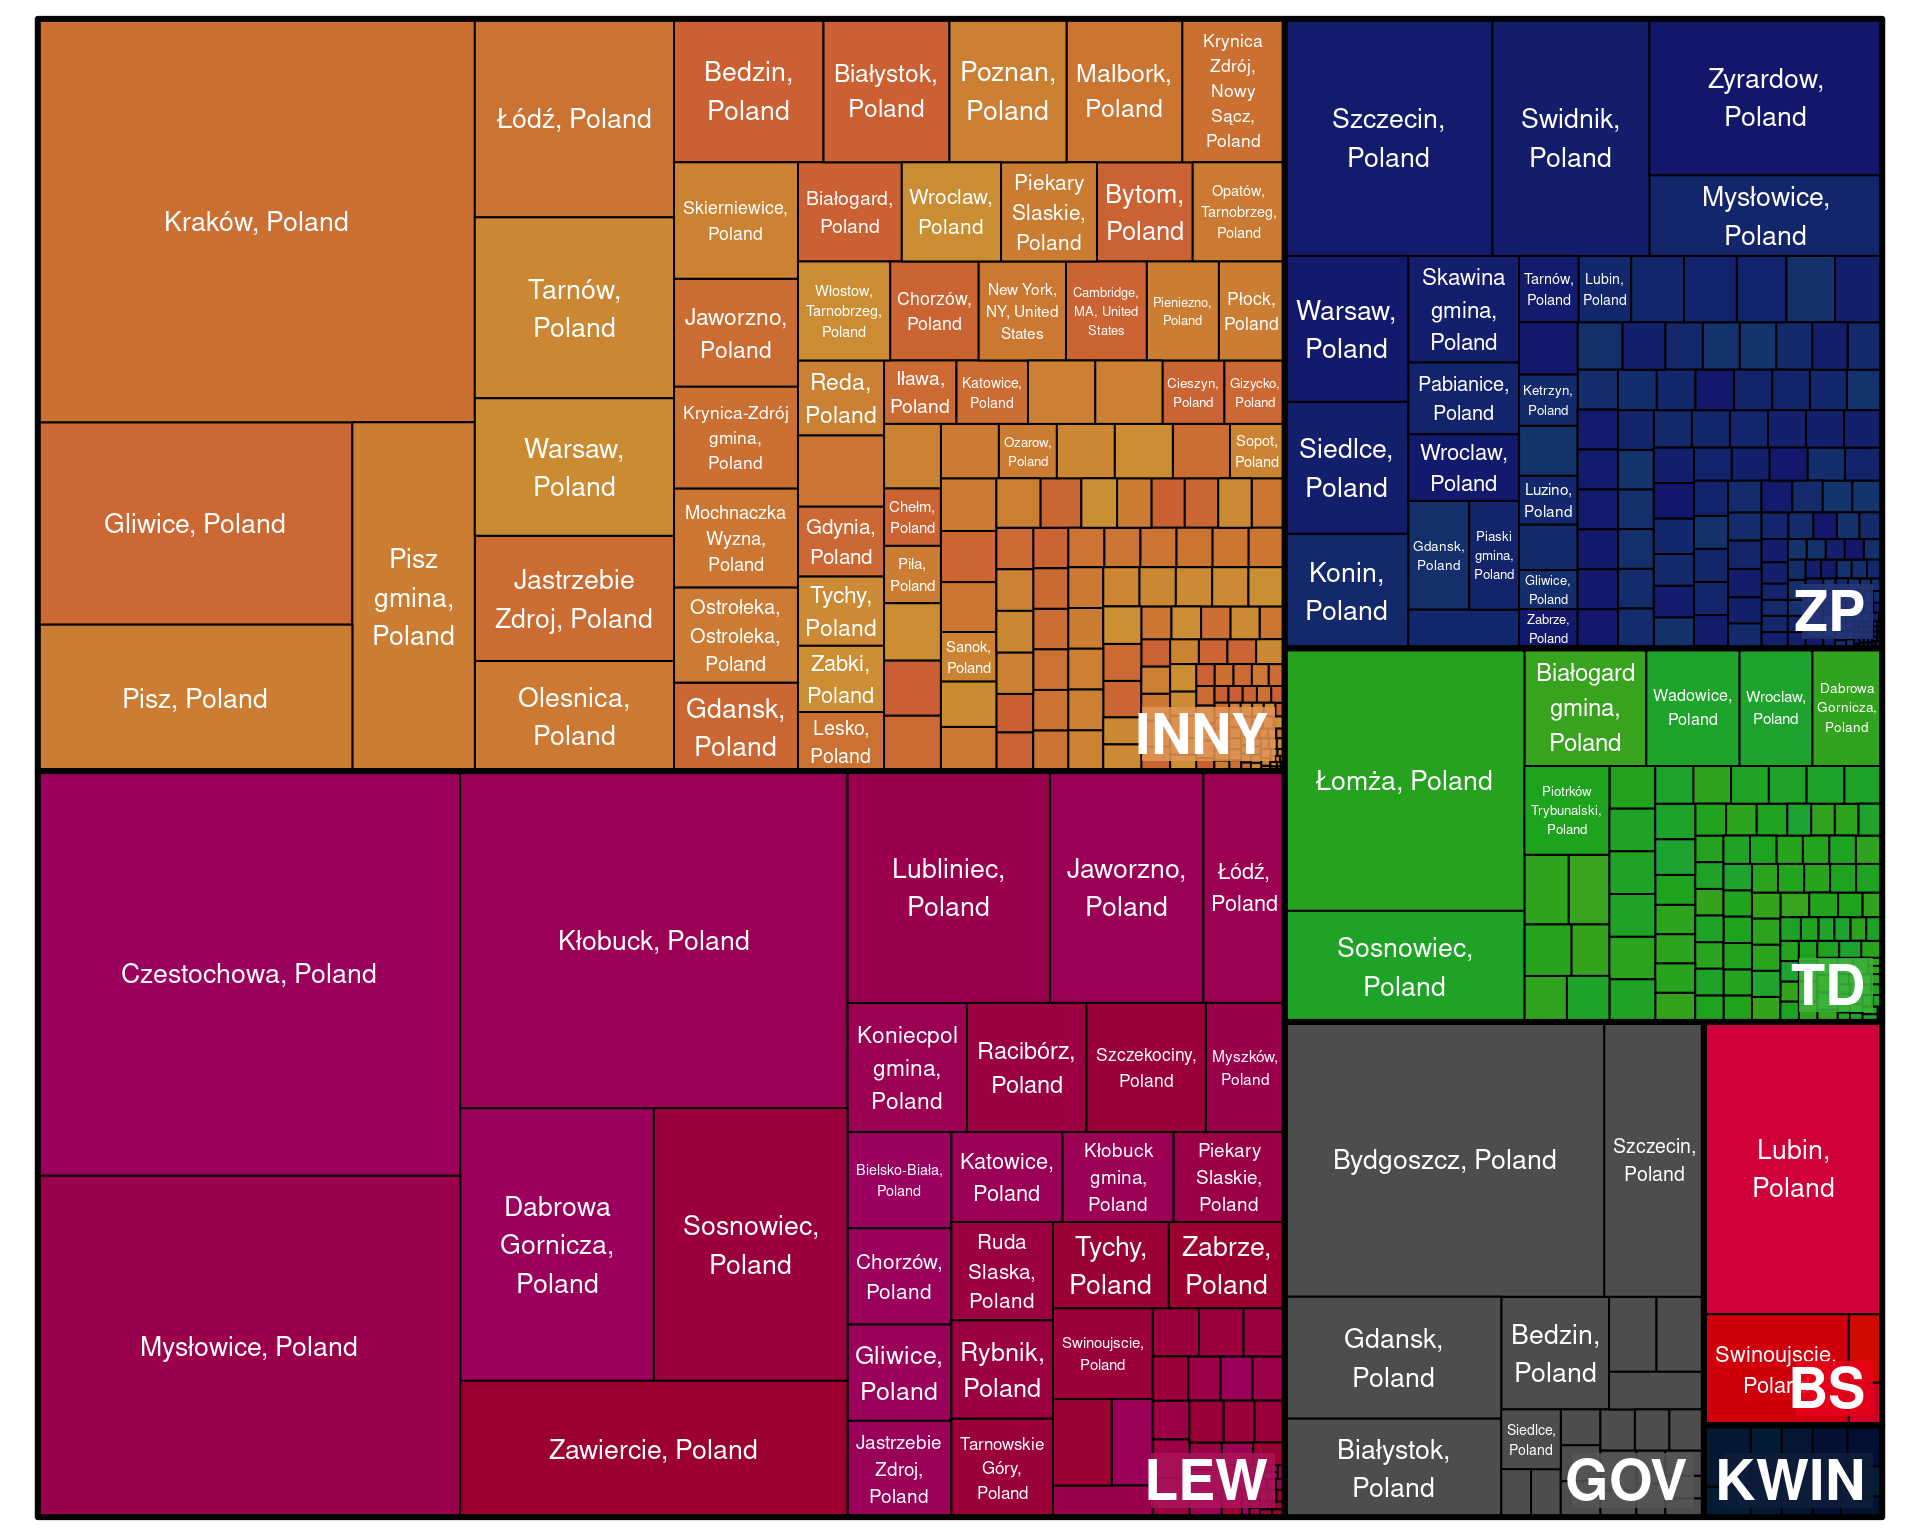 Kraków, Poland
Gliwice, Poland
Pisz, Poland
Pisz
gmina,
Poland
Łódź, Poland
Tarnów,
Poland
Warsaw,
Poland
Jastrzebie
Zdroj, Poland
Olesnica,
Poland
Bedzin,
Poland
Białystok,
Poland
Poznan,
Poland
Malbork,
Poland
Krynica
Zdrój,
Nowy
Sącz,
Poland
Skierniewice,
Poland
Jaworzno,
Poland
Krynica-Zdrój
gmina,
Poland
Mochnaczka
Wyzna,
Poland
Ostrołeka,
Ostroleka,
Poland
Gdansk,
Poland
Białogard,
Poland
Wroclaw,
Poland
Piekary
Slaskie,
Poland
Bytom,
Poland
Opatów,
Tarnobrzeg,
Poland
Włostow,
Tarnobrzeg,
Poland
Chorzów,
Poland
New York,
NY, United
States
Cambridge,
MA, United
States
Pieniezno,
Poland
Płock,
Poland
Reda,
Poland
Iława,
Poland
Katowice,
Poland
Cieszyn,
Poland
Gizycko,
Poland
Ozarow,
Poland
Sopot,
Poland
Gdynia,
Poland
Chełm,
Poland
Piła,
Poland
Tychy,
Poland
Zabki,
Poland
Sanok,
Poland
Lesko,
Poland
INNY
Szczecin,
Poland
Swidnik,
Poland
Zyrardow,
Poland
Mysłowice,
Poland
Warsaw,
Poland
Siedlce,
Poland
Konin,
Poland
Skawina
gmina,
Poland
Pabianice,
Poland
Wroclaw,
Poland
Gdansk,
Poland
Piaski
gmina,
Poland
Tarnów,
Poland
Lubin,
Poland
Ketrzyn,
Poland
Luzino,
Poland
Gliwice,
Poland
Zabrze,
Poland
ZP
Łomża, Poland
Sosnowiec,
Poland
Białogard
gmina,
Poland
Wadowice,
Poland
Wroclaw,
Poland
Dabrowa
Gornicza,
Poland
Piotrków
Trybunalski,
Poland
TD
Czestochowa, Poland
Mysłowice, Poland
Kłobuck, Poland
Dabrowa
Gornicza,
Poland
Sosnowiec,
Poland
Zawiercie, Poland
Lubliniec,
Poland
Jaworzno,
Poland
Łódź,
Poland
Koniecpol
gmina,
Poland
Racibórz,
Poland
Szczekociny,
Poland
Myszków,
Poland
Bielsko-Biała,
Poland
Katowice,
Poland
Kłobuck
gmina,
Poland
Piekary
Slaskie,
Poland
Chorzów,
Poland
Ruda
Slaska,
Poland
Tychy,
Poland
Zabrze,
Poland
Gliwice,
Poland
Rybnik,
Poland
Swinoujscie,
Poland
Jastrzebie
Zdroj,
Poland
Tarnowskie
Góry,
Poland
LEW
Bydgoszcz, Poland
Szczecin,
Poland
Gdansk,
Poland
Bedzin,
Poland
Białystok,
Poland
Siedlce,
Poland
GOV
Lubin,
Poland
Swinoujscie,
BS
KWIN